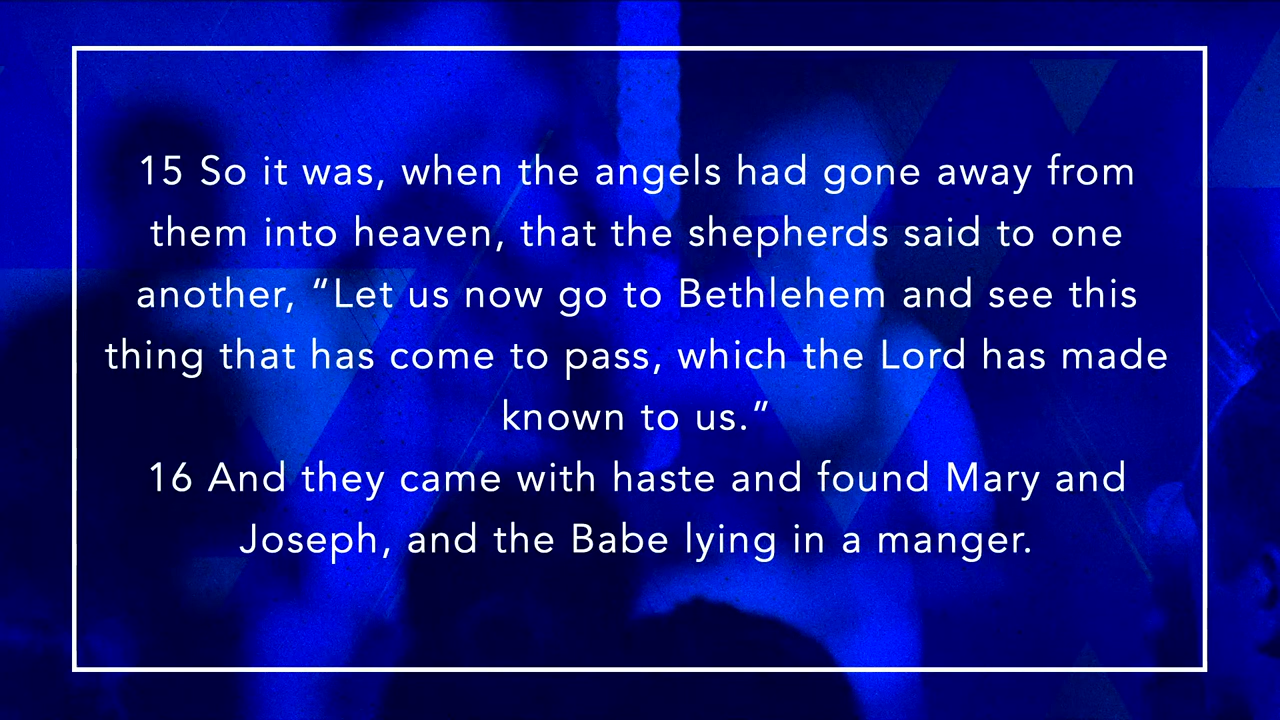 15 So it was, when the angels had gone away from
them into heaven, that the shepherds said to one
another, “Let us now go to Bethlehem and see this
thing that has come to pass, which the Lord has made
known to us.”
16 And they came with haste and found Mary and
Joseph, and the Babe lying in a manger.